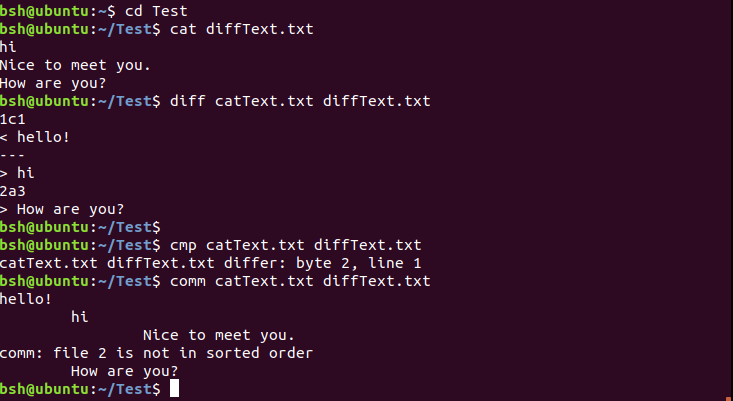 bsh@ubuntu:~$ cd Test
bsh@ubuntu:~/Test$ cat diffText.txt
hi
Nice to meet you.
How are you?
bsh@ubuntu:~/Test$ diff catText.txt diffText.txt
1c1
< hello!
---
> hi
2a3
> How are you?
bsh@ubuntu:~/Test$
bsh@ubuntu:~/Test$ cmp catText.txt diffText.txt
catText.txt diffText.txt differ: byte 2, line 1
bsh@ubuntu:~/Test$ comm catText.txt diffText.txt
hello!
        hi
                Nice to meet you.
comm: file 2 is not in sorted order
        How are you?
bsh@ubuntu:~/Test$